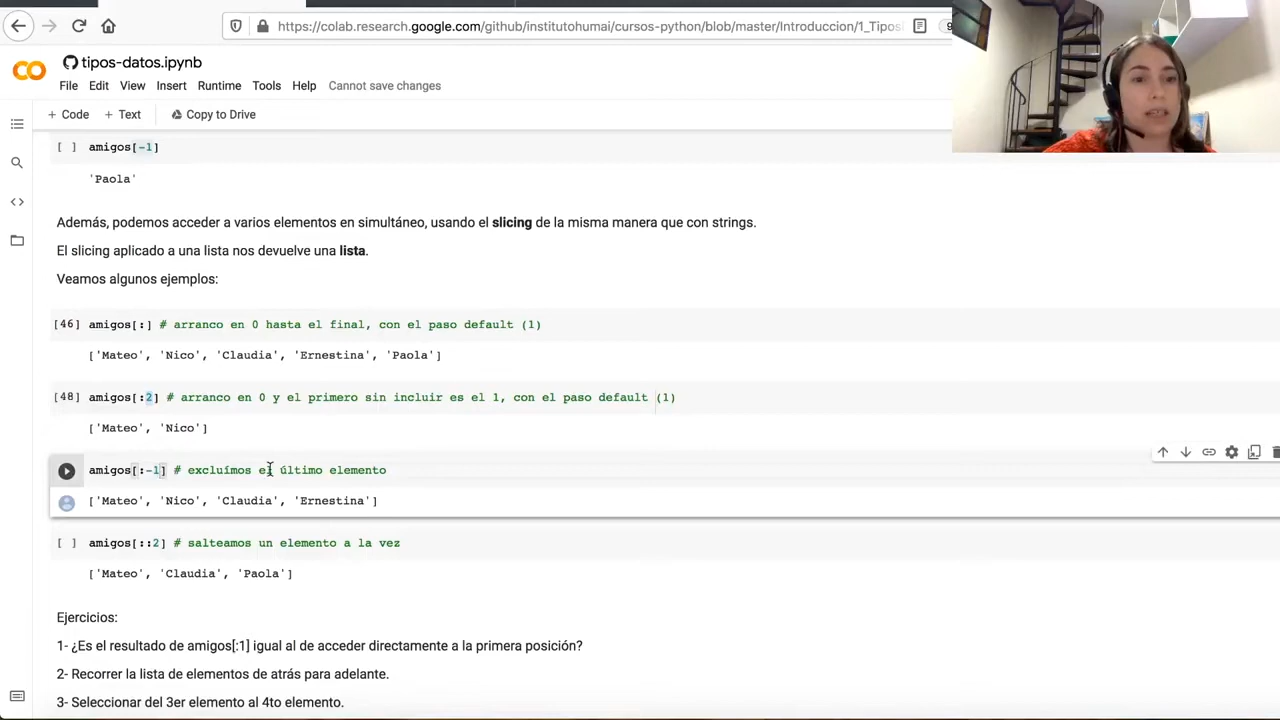 https://colab.research.google.com/github/institutohumai/cursos-python/blob/master/Introduccion/1_Tipos
tipos-datos.ipynb
File Edit View Insert Runtime Tools Help Cannot save changes
+ Code + Text Copy to Drive
[ ] amigos[-1]
'Paola'
Además, podemos acceder a varios elementos en simultáneo, usando el slicing de la misma manera que con strings.
El slicing aplicado a una lista nos devuelve una lista.
Veamos algunos ejemplos:
[46] amigos[:] # arranco en 0 hasta el final, con el paso default (1)
['Mateo', 'Nico', 'Claudia', 'Ernestina', 'Paola']
[48] amigos[:2] # arranco en 0 y el primero sin incluir es el 1, con el paso default (1)
['Mateo', 'Nico']
amigos[:-1] # excluímos el último elemento
['Mateo', 'Nico', 'Claudia', 'Ernestina']
[ ] amigos[::2] # salteamos un elemento a la vez
['Mateo', 'Claudia', 'Paola']
Ejercicios:
1- ¿Es el resultado de amigos[:1] igual al de acceder directamente a la primera posición?
2- Recorrer la lista de elementos de atrás para adelante.
3- Seleccionar del 3er elemento al 4to elemento.